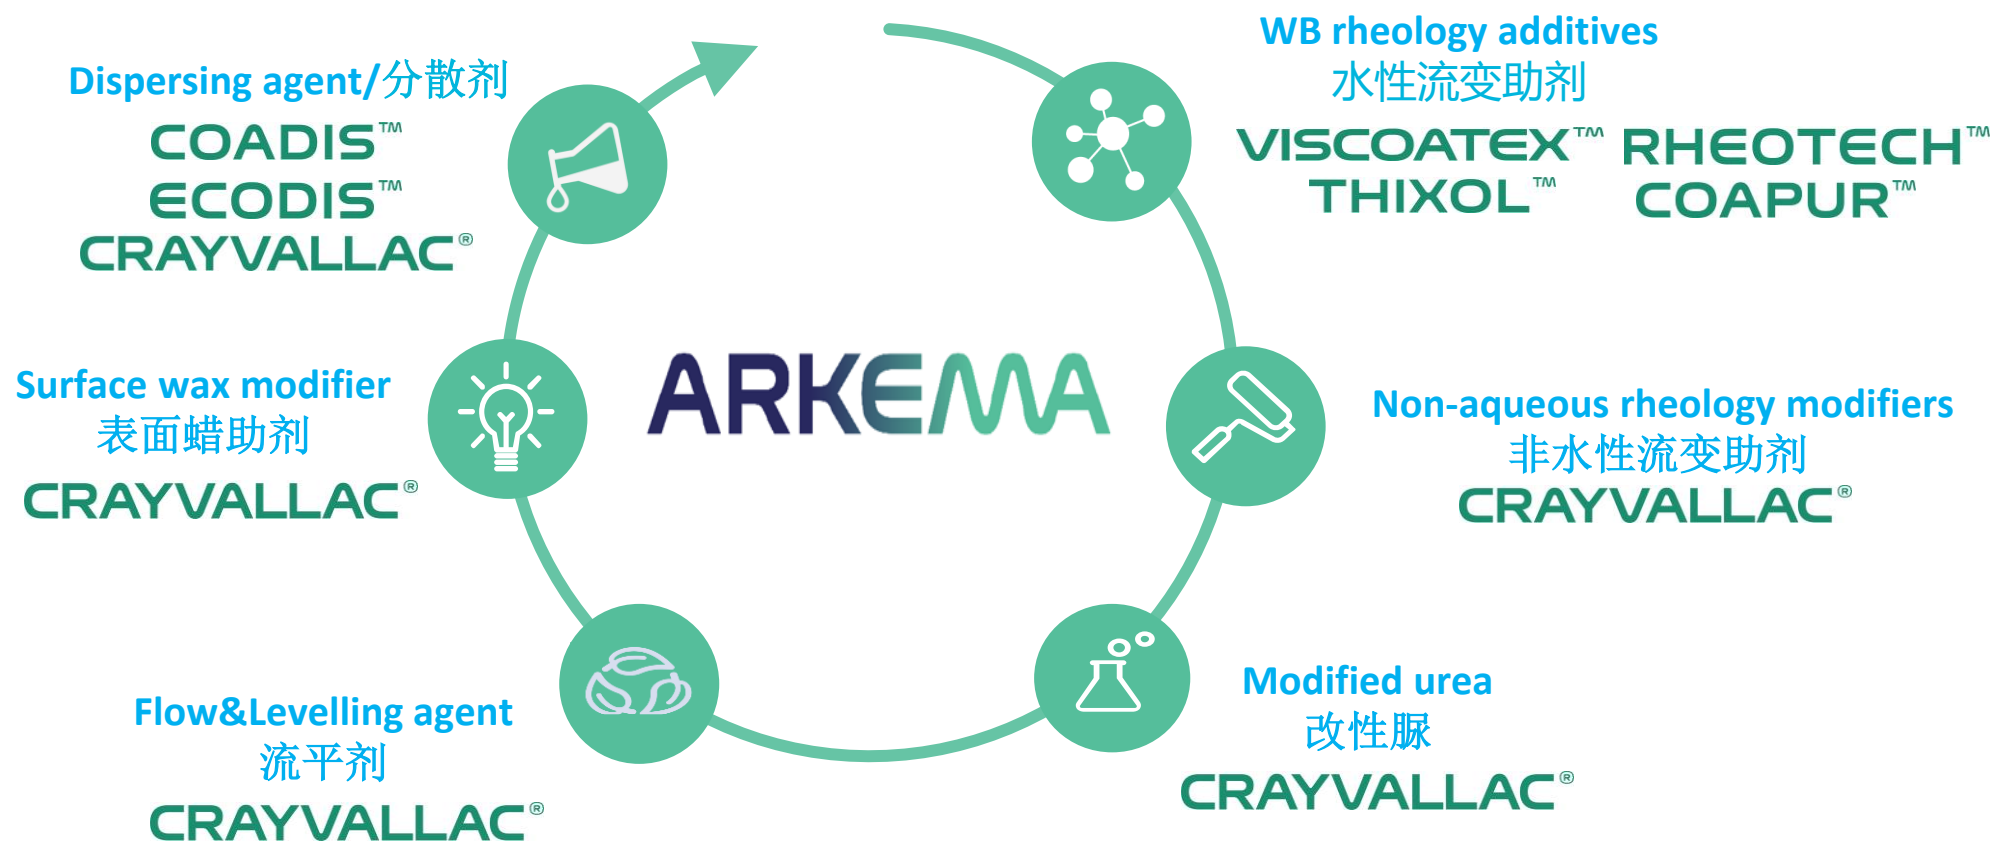 WB rheology additives
水性流变助剂
VISCOATEX™ RHEOTECH™
THIXOL™ COAPUR™
Non-aqueous rheology modifiers
非水性流变助剂
CRAYVALLAC®
Modified urea
改性脲
CRAYVALLAC®
Flow&Levelling agent
流平剂
CRAYVALLAC®
Surface wax modifier
表面蜡助剂
CRAYVALLAC®
Dispersing agent/分散剂
COADIS™
ECODIS™
CRAYVALLAC®
ARKEMA